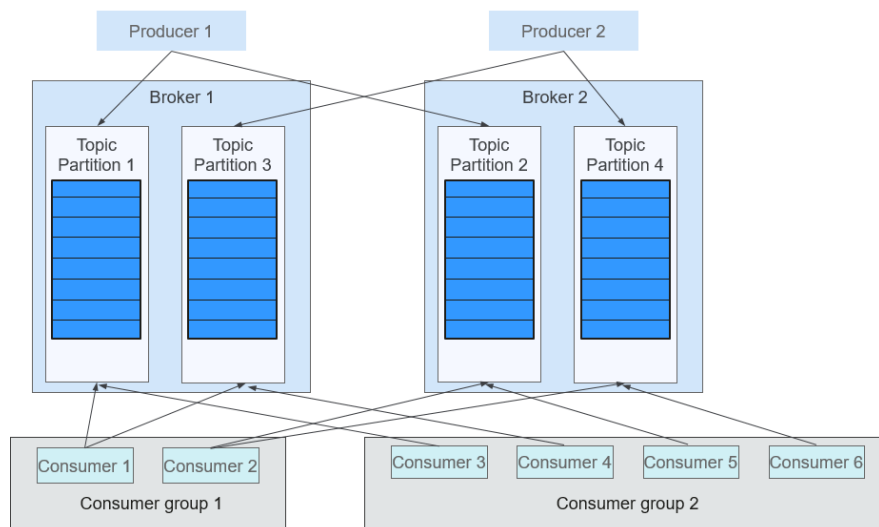 Producer 1
Producer 2
Broker 1
Broker 2
Topic
Partition 1
Topic
Partition 3
Topic
Partition 2
Topic
Partition 4
Consumer 1
Consumer 2
Consumer group 1
Consumer 3
Consumer 4
Consumer 5
Consumer 6
Consumer group 2